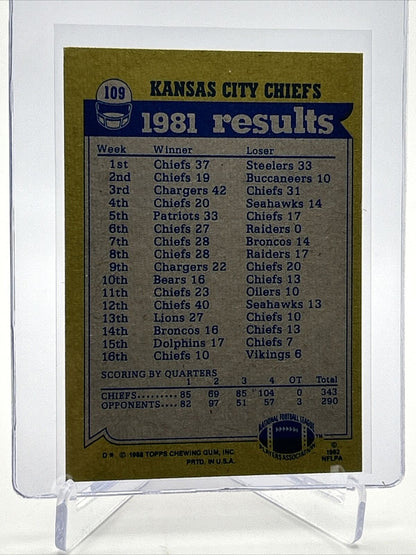 109
KANSAS CITY CHIEFS
1981 results
Week Winner Loser
1st Chiefs 37 Steelers 33
2nd Chiefs 19 Buccaneers 10
3rd Chargers 42 Chiefs 31
4th Chiefs 20 Seahawks 14
5th Patriots 33 Chiefs 17
6th Chiefs 27 Raiders 0
7th Chiefs 28 Broncos 14
8th Chiefs 28 Raiders 17
9th Chargers 22 Chiefs 20
10th Bears 16 Chiefs 13
11th Chiefs 23 Oilers 10
12th Chiefs 40 Seahawks 13
13th Lions 27 Chiefs 10
14th Broncos 16 Chiefs 13
15th Dolphins 17 Chiefs 7
16th Chiefs 10 Vikings 6
SCORING BY QUARTERS
1 2 3 4 OT Total
CHIEFS.......... 85 69 85 104 0 343
OPPONENTS.... 82 97 51 57 3 290
NATIONAL FOOTBALL LEAGUE
PLAYERS ASSOCIATION
TM
D* © 1982 TOPPS CHEWING GUM, INC.
PRTD. IN U.S.A.
©
1982
NFLPA